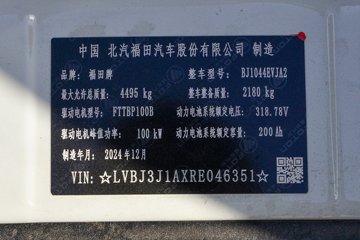 中国 北汽福田汽车股份有限公司 制造
品牌：福田牌 整车型号：BJ1044EVJA2
最大允许总质量：4495 kg 整车整备质量：2180 kg
驱动电机型号：FTTBP100B 动力电池系统额定电压：318.78V
驱动电机峰值功率：100 kW 动力电池系统额定容量：200 Ah
制造年月：2024年12月
VIN: ☆LVBJ3J1AXRE046351☆